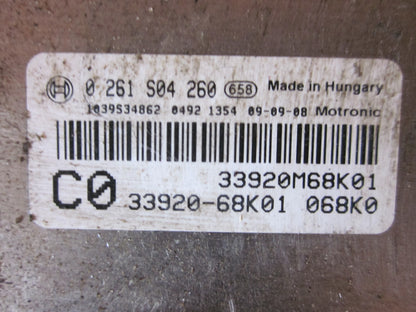 0 261 S04 260 658 Made in Hungary
1039S34862 0492 1354 09-09-08 Motronic
33920M68K01
C0 33920-68K01 068K0